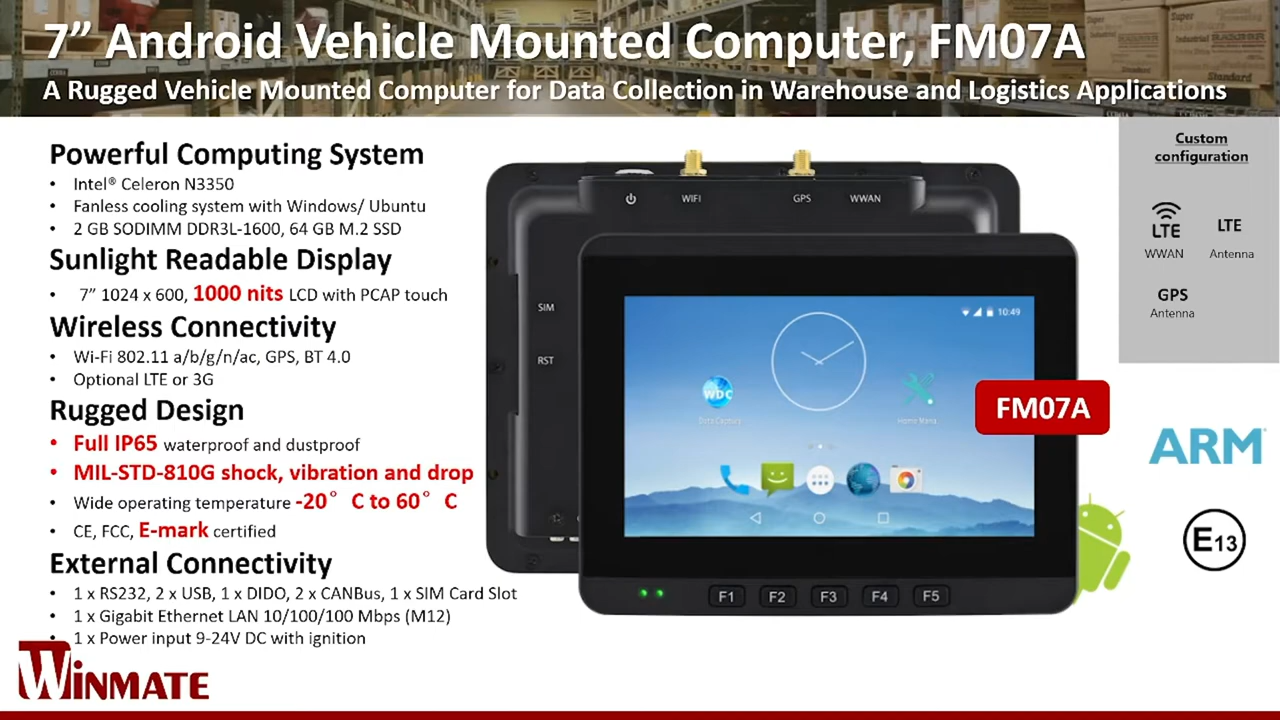 7” Android Vehicle Mounted Computer, FM07A
A Rugged Vehicle Mounted Computer for Data Collection in Warehouse and Logistics Applications
Powerful Computing System
• Intel® Celeron N3350
• Fanless cooling system with Windows/ Ubuntu
• 2 GB SODIMM DDR3L-1600, 64 GB M.2 SSD
Sunlight Readable Display
• 7” 1024 x 600, 1000 nits LCD with PCAP touch
Wireless Connectivity
• Wi-Fi 802.11 a/b/g/n/ac, GPS, BT 4.0
• Optional LTE or 3G
Rugged Design
• Full IP65 waterproof and dustproof
• MIL-STD-810G shock, vibration and drop
• Wide operating temperature -20° C to 60° C
• CE, FCC, E-mark certified
External Connectivity
• 1 x RS232, 2 x USB, 1 x DIDO, 2 x CANBus, 1 x SIM Card Slot
• 1 x Gigabit Ethernet LAN 10/100/100 Mbps (M12)
• 1 x Power input 9-24V DC with ignition
WINMATE
WIFI
GPS
WWAN
SIM
RST
10:49
WDC
Data Capture
Home Mana
F1 F2 F3 F4 F5
FM07A
Custom
configuration
LTE
WWAN
LTE
Antenna
GPS
Antenna
ARM
E13